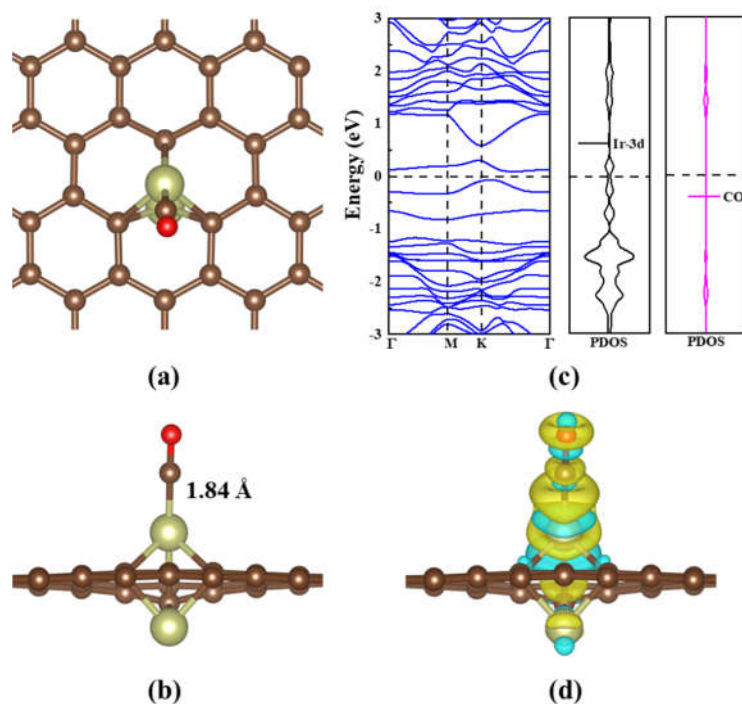 3
2
1
0
-1
-2
-3
Energy (eV)
Γ M K Γ
Ir-3d
PDOS
CO
PDOS
(a)
(c)
1.84 Å
(b)
(d)